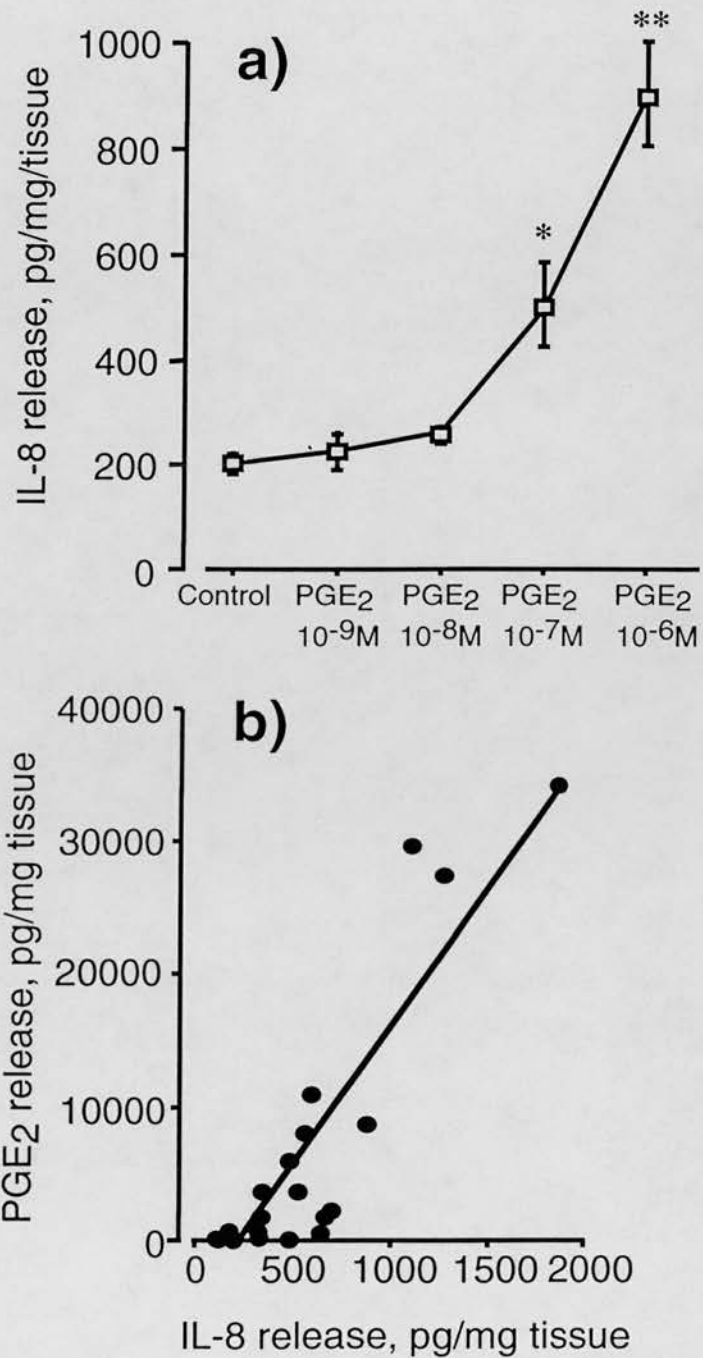 a)
**
*
IL-8 release, pg/mg/tissue
1000
800
600
400
200
0
Control PGE2 PGE2 PGE2 PGE2
10-9M 10-8M 10-7M 10-6M
b)
PGE2 release, pg/mg tissue
40000
30000
20000
10000
0
0 500 1000 1500 2000
IL-8 release, pg/mg tissue